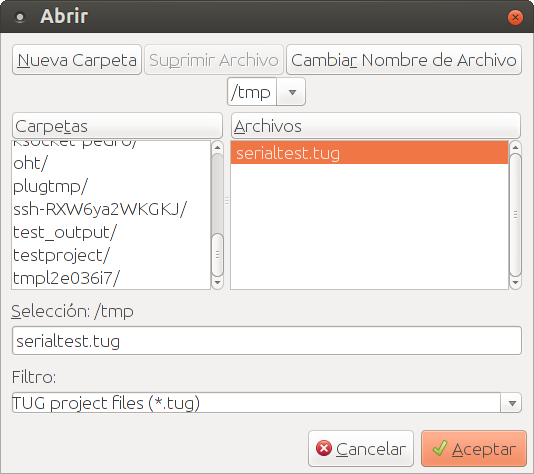 Abrir
Nueva Carpeta Suprimir Archivo Cambiar Nombre de Archivo
/tmp
Carpetas Archivos
ksocket-pedro/ serialtest.tug
oht/
plugtmp/
ssh-RXW6ya2WKGKJ/
test_output/
testproject/
tmpl2e036i7/
Selección: /tmp
serialtest.tug
Filtro:
TUG project files (*.tug)
Cancelar Aceptar